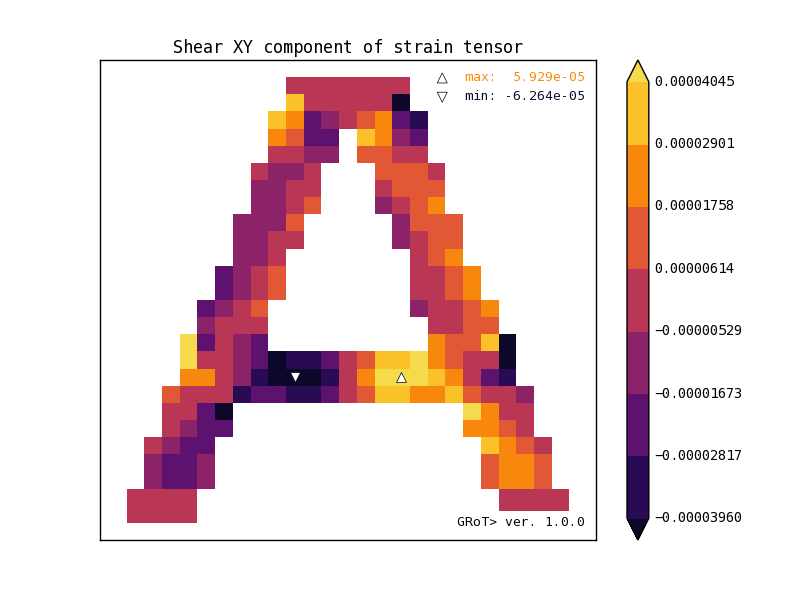 Shear XY component of strain tensor
△ max: 5.929e-05
▽ min: -6.264e-05
0.00004045
0.00002901
0.00001758
0.00000614
−0.00000529
−0.00001673
−0.00002817
−0.00003960
GRoT> ver. 1.0.0